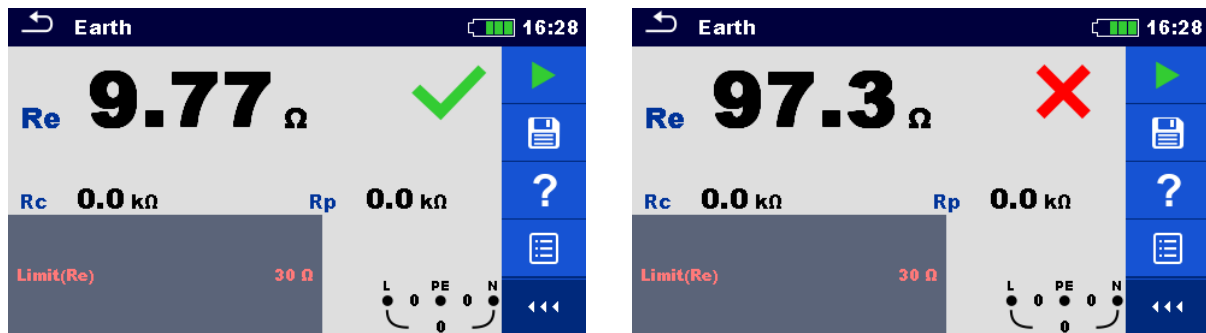 Earth 16:28
Re 9.77 Ω
Rc 0.0 kΩ Rp 0.0 kΩ
Limit(Re) 30 Ω
L PE N
0 0
0
?
Earth 16:28
Re 97.3 Ω
Rc 0.0 kΩ Rp 0.0 kΩ
Limit(Re) 30 Ω
L PE N
0 0
0
?